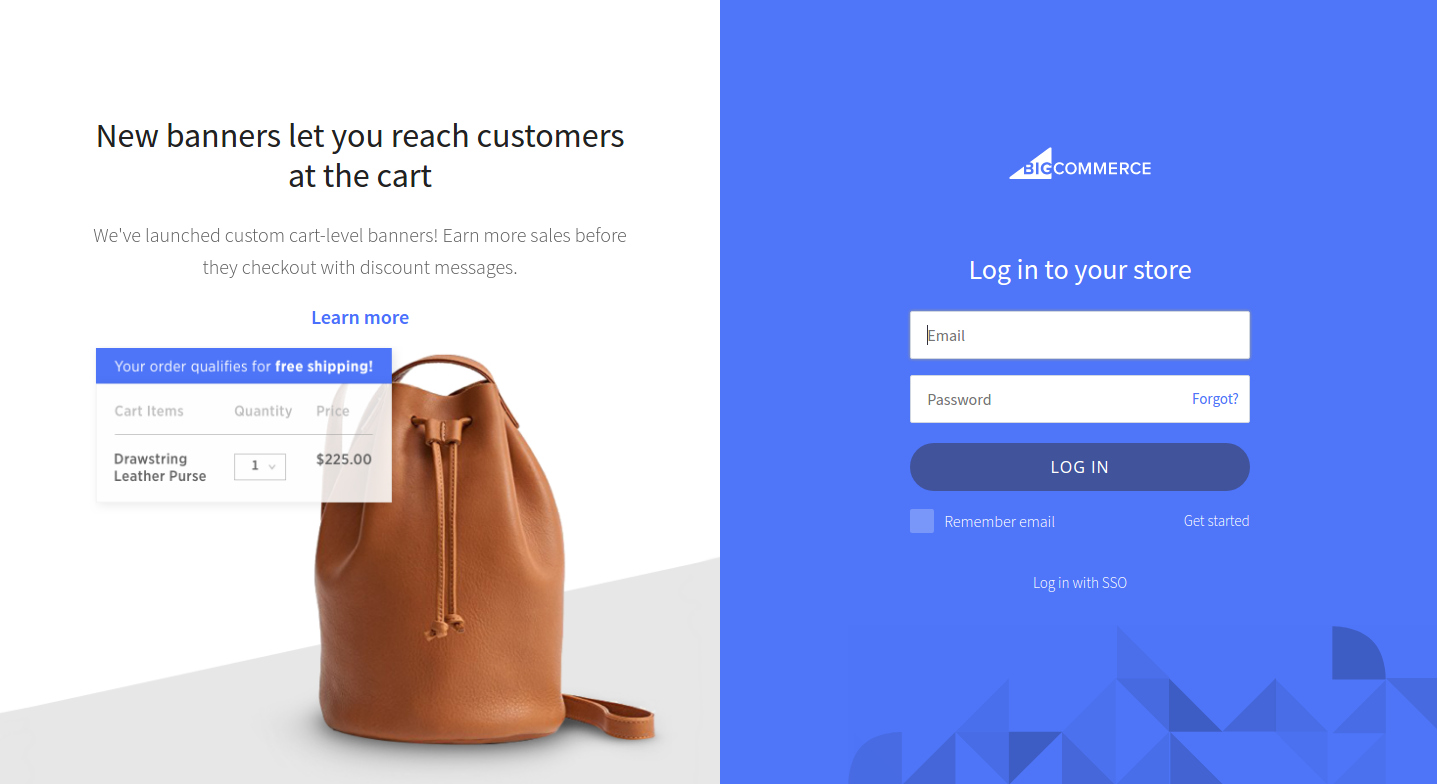 New banners let you reach customers
at the cart
We've launched custom cart-level banners! Earn more sales before
they checkout with discount messages.
Learn more
Your order qualifies for free shipping!
Cart Items Quantity Price
Drawstring
Leather Purse
1
$225.00
BIGCOMMERCE
Log in to your store
Email
Password Forgot?
LOG IN
Remember email Get started
Log in with SSO